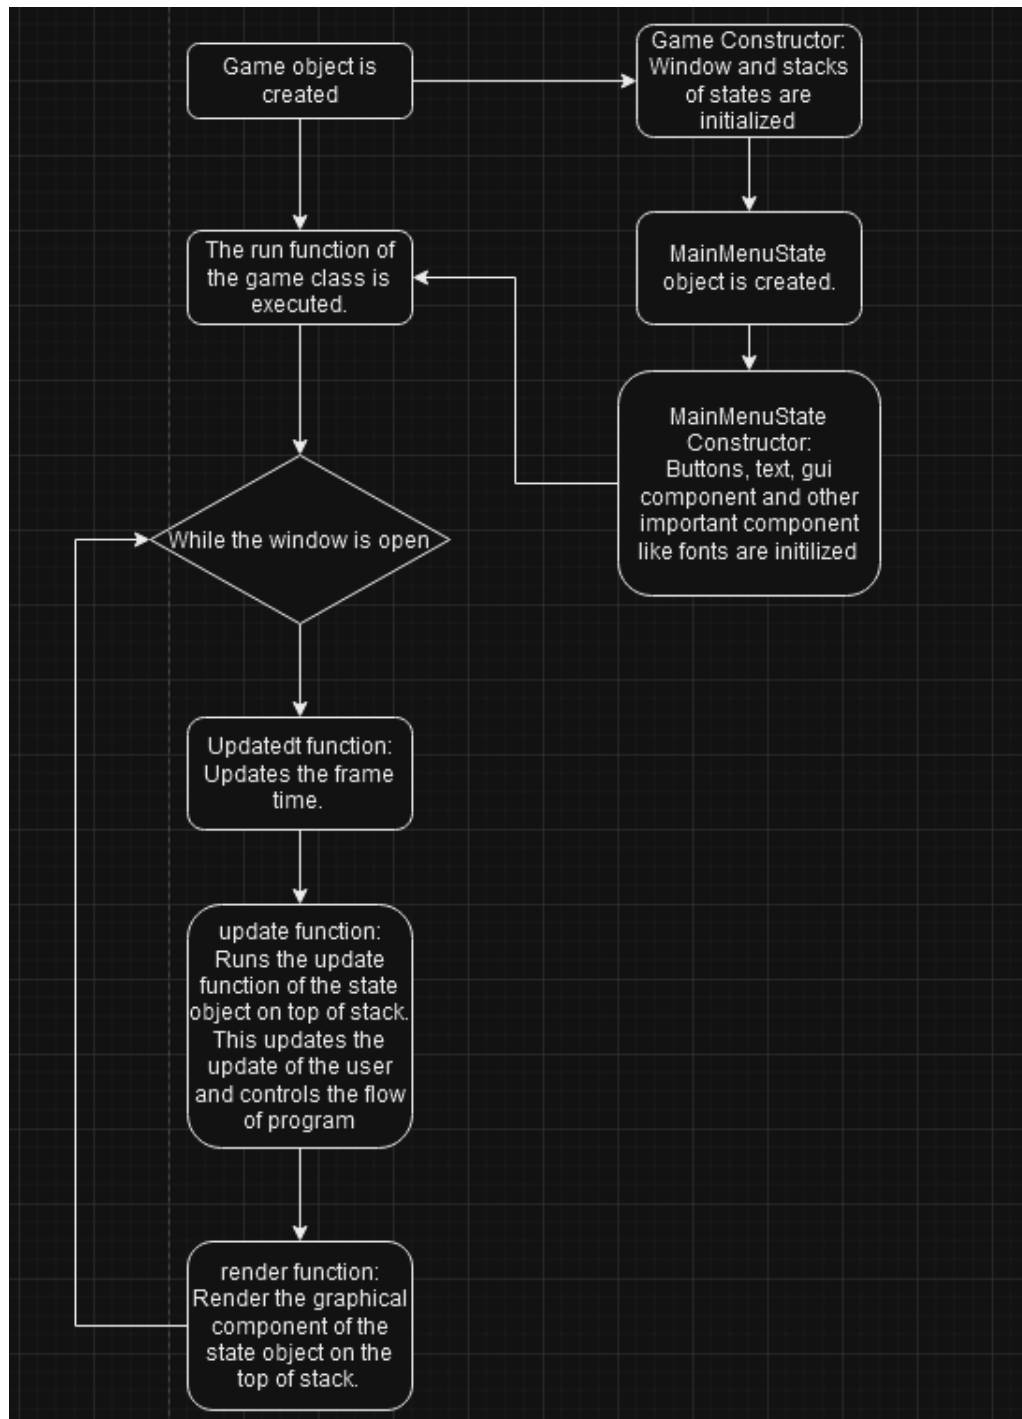 Game object is
created
Game Constructor:
Window and stacks
of states are
initialized
The run function of
the game class is
executed.
MainMenuState
object is created.
MainMenuState
Constructor:
Buttons, text, gui
component and other
important component
like fonts are initilized
While the window is open
Updatedt function:
Updates the frame
time.
update function:
Runs the update
function of the state
object on top of stack.
This updates the
update of the user
and controls the flow
of program
render function:
Render the graphical
component of the
state object on the
top of stack.